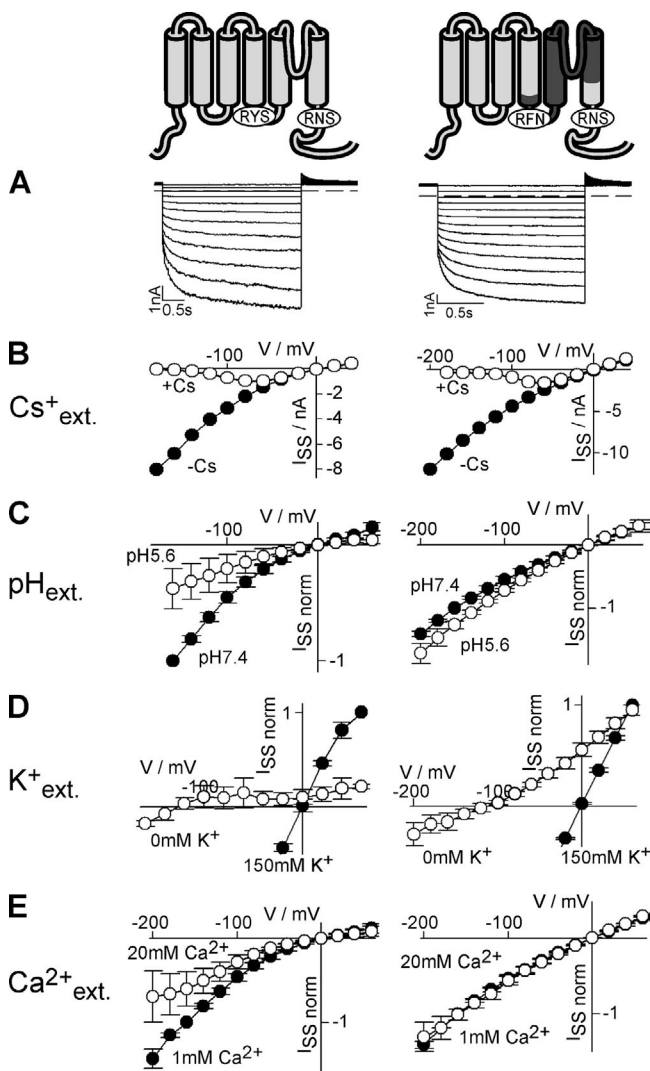 RYS RNS RFN RNS
A
1nA 0.5s 1nA 0.5s
B
Cs⁺ext.
V / mV
-100
+Cs
-Cs
-2
-4
-6
-8
ISS / nA
V / mV
-200 -100
+Cs
-Cs
-5
-10
ISS / nA
C
pHext.
V / mV
-100
pH5.6
pH7.4
ISS norm
-1
V / mV
-200 -100
pH7.4
pH5.6
ISS norm
-1
D
K⁺ext.
1
ISS norm
V / mV
-100
0mM K⁺
150mM K⁺
1
ISS norm
V / mV
-200 -100
0mM K⁺
150mM K⁺
E
Ca²⁺ext.
V / mV
-200 -100
20mM Ca²⁺
1mM Ca²⁺
ISS norm
-1
V / mV
-200 -100
20mM Ca²⁺
1mM Ca²⁺
ISS norm
-1